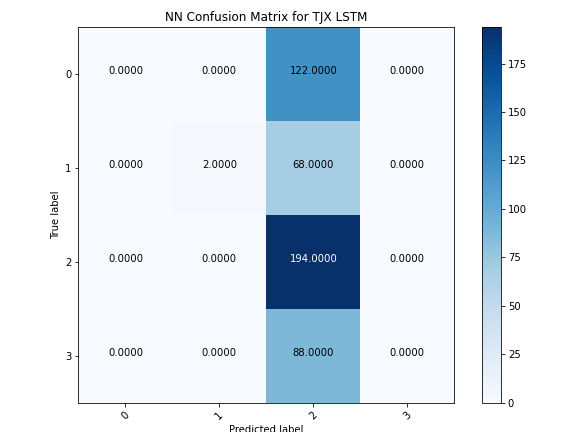 NN Confusion Matrix for TJX LSTM
0 0.0000 0.0000 122.0000 0.0000
1 0.0000 2.0000 68.0000 0.0000
2 0.0000 0.0000 194.0000 0.0000
3 0.0000 0.0000 88.0000 0.0000
True label
0 1 2 3
Predicted label
175
150
125
100
75
50
25
0